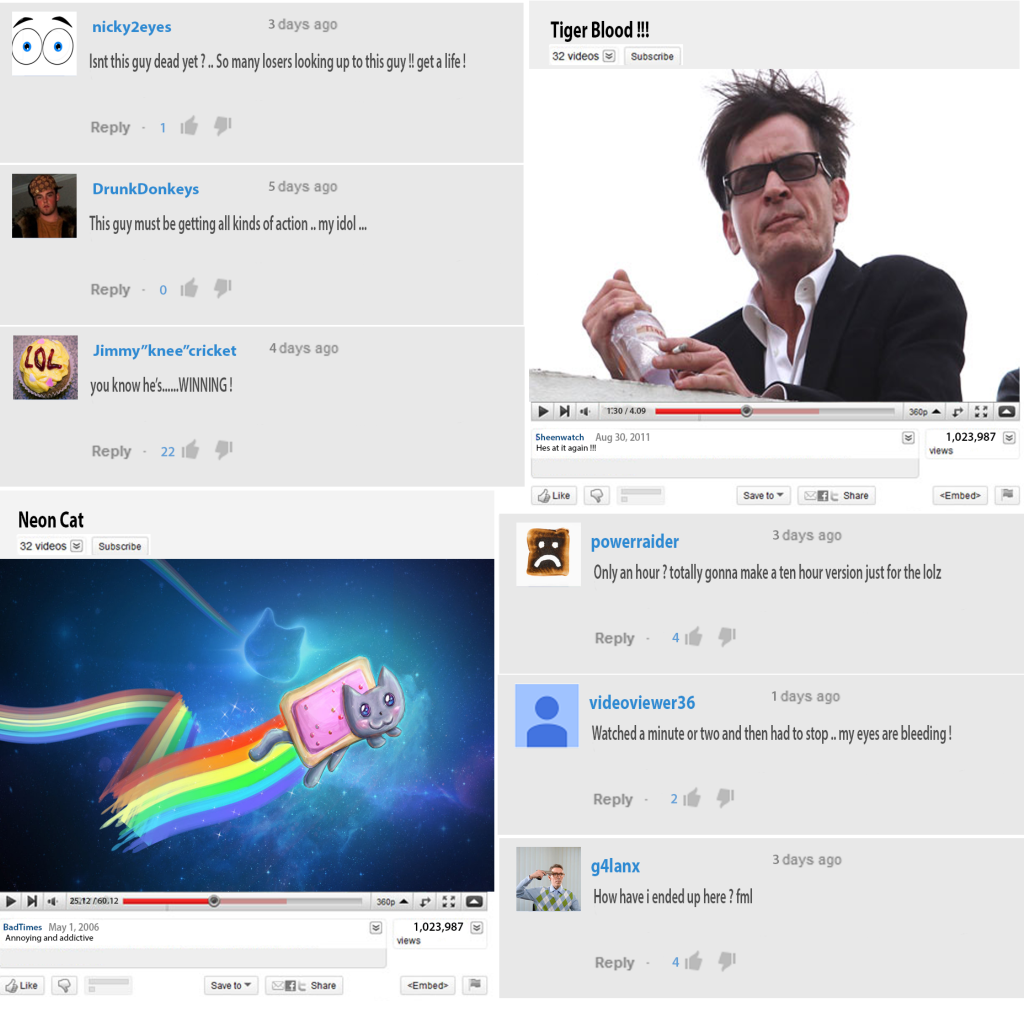 nicky2eyes 3 days ago
Isnt this guy dead yet ? .. So many losers looking up to this guy !! get a life !
Reply · 1
DrunkDonkeys 5 days ago
This guy must be getting all kinds of action .. my idol ...
Reply · 0
LOL
Jimmy"knee"cricket 4 days ago
you know he's......WINNING !
Reply · 22
Tiger Blood !!!
32 videos Subscribe
1:30 / 4.09 360p
Sheenwatch Aug 30, 2011 1,023,987
Hes at it again !!! views
Like Save to Share <Embed>
Neon Cat
32 videos Subscribe
25.12 / 60.12 360p
BadTimes May 1, 2006 1,023,987
Annoying and addictive views
Like Save to Share <Embed>
powerraider 3 days ago
Only an hour ? totally gonna make a ten hour version just for the lolz
Reply · 4
videoviewer36 1 days ago
Watched a minute or two and then had to stop .. my eyes are bleeding !
Reply · 2
g4lanx 3 days ago
How have i ended up here ? fml
Reply · 4